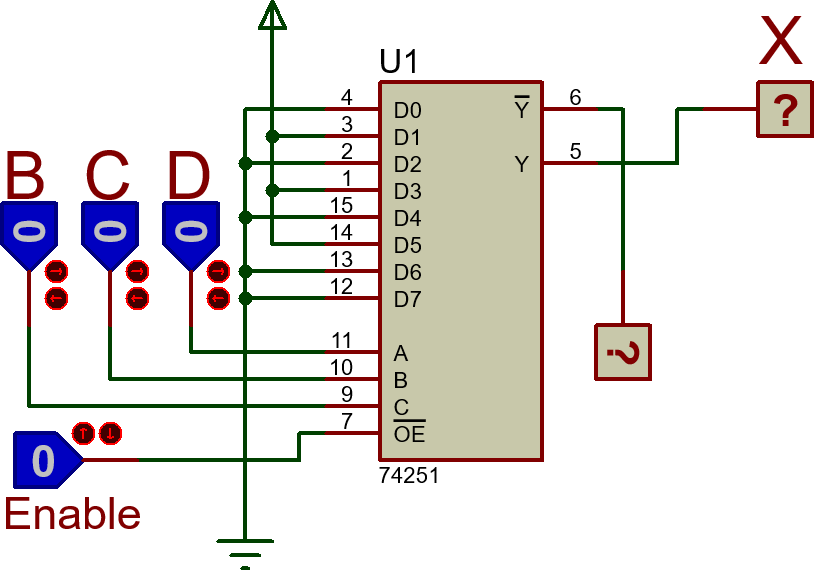 X
?
U1
4 D0
3 D1
2 D2
1 D3
15 D4
14 D5
13 D6
12 D7
11 A
10 B
9 C
7 OE
Y 6
Y 5
74251
B C D
0 0 0
?
0
Enable